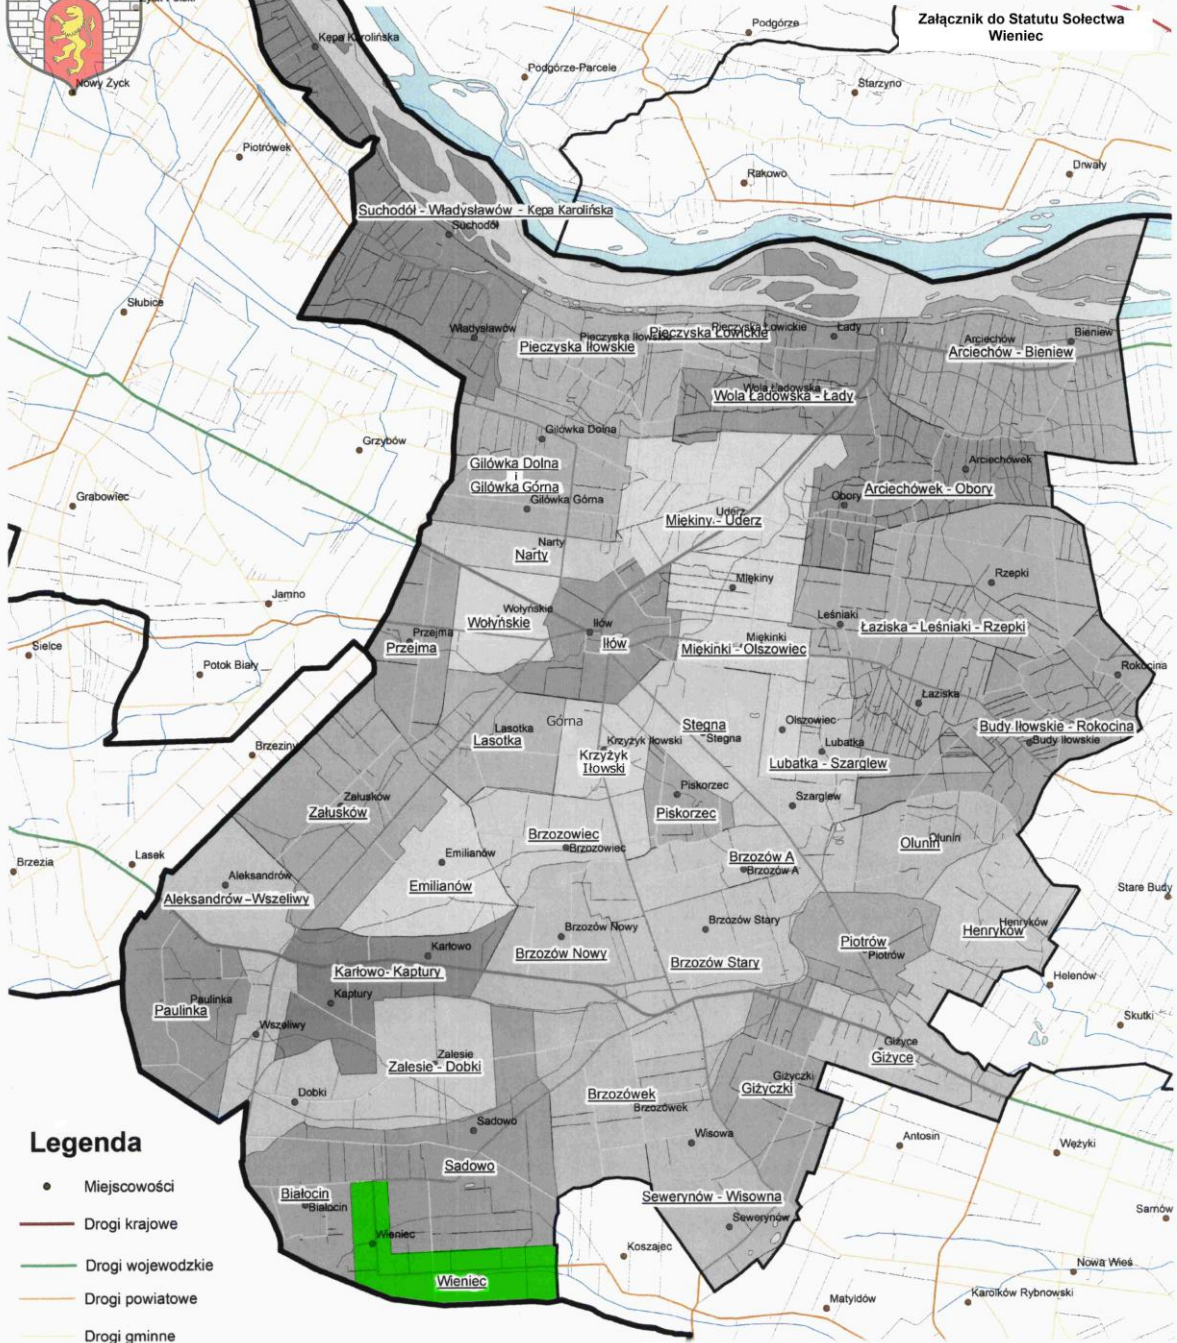 Załącznik do Statutu Sołectwa
Wieniec
Podgórze
Kępa Karolińska
Podgórze-Parcele
Nowy Życk
Starzyno
Piotrówek
Drwały
Rakowo
Suchodół - Władysławów - Kępa Karolińska
Suchodół
Słubice
Władysławów
Pieczyska Iłowskie
Pieczyska Iłowskie
Pieczyska Łowickie
Pieczyska Łowickie
Łady
Arciechów
Bieniew
Arciechów - Bieniew
Wola Ładowska
Wola Ładowska - Łady
Gilówka Dolna
Grzybów
Gilówka Dolna
i
Gilówka Górna
Gilówka Górna
Arciechówek
Arciechówek - Obory
Obory
Grabowiec
Uderz
Miękiny - Uderz
Narty
Narty
Miękiny
Rzepki
Jamno
Wołyńskie
Wołyńskie
Iłów
Iłów
Leśniaki
Łaziska - Leśniaki - Rzepki
Przejma
Przejma
Miękinki
Miękinki - Olszowiec
Sielce
Potok Biały
Rokocina
Łaziska
Górna
Lasotka
Lasotka
Stegna
Stegna
Olszowiec
Budy Iłowskie - Rokocina
Budy Iłowskie
Brzeziny
Krzyżyk Iłowski
Krzyżyk
Iłowski
Lubatka
Lubatka - Szarglew
Załusków
Załusków
Piskorzec
Piskorzec
Szarglew
Brzozowiec
Brzozowiec
Olunin
Olunin
Brzezia
Lasek
Emilianów
Emilianów
Brzozów A
Brzozów A
Aleksandrów
Aleksandrów - Wszeliwy
Stare Budy
Brzozów Nowy
Brzozów Nowy
Brzozów Stary
Brzozów Stary
Piotrów
Piotrów
Henryków
Henryków
Karłowo
Karłowo- Kaptury
Kaptury
Helenów
Paulinka
Paulinka
Wszeliwy
Skutki
Zalesie
Zalesie - Dobki
Giżyce
Giżyce
Giżyczki
Giżyczki
Dobki
Brzozówek
Brzozówek
Sadowo
Sadowo
Wisowa
Antosin
Wężyki
Białocin
Białocin
Sewerynów - Wisowna
Sewerynów
Sarnów
Wieniec
Wieniec
Koszajec
Nowa Wieś
Matyldów
Karolków Rybnowski
Legenda
Miejscowości
Drogi krajowe
Drogi wojewodzkie
Drogi powiatowe
Drogi gminne